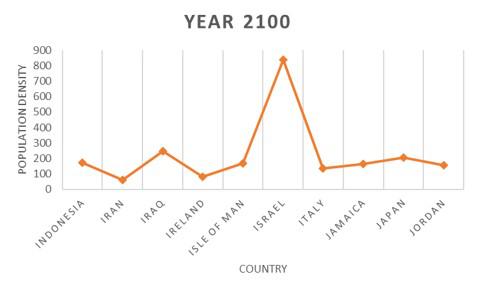 YEAR 2100
POPULATION DENSITY
900
800
700
600
500
400
300
200
100
0
INDONESIA
IRAN
IRAQ
IRELAND
ISLE OF MAN
ISRAEL
ITALY
JAMAICA
JAPAN
JORDAN
COUNTRY